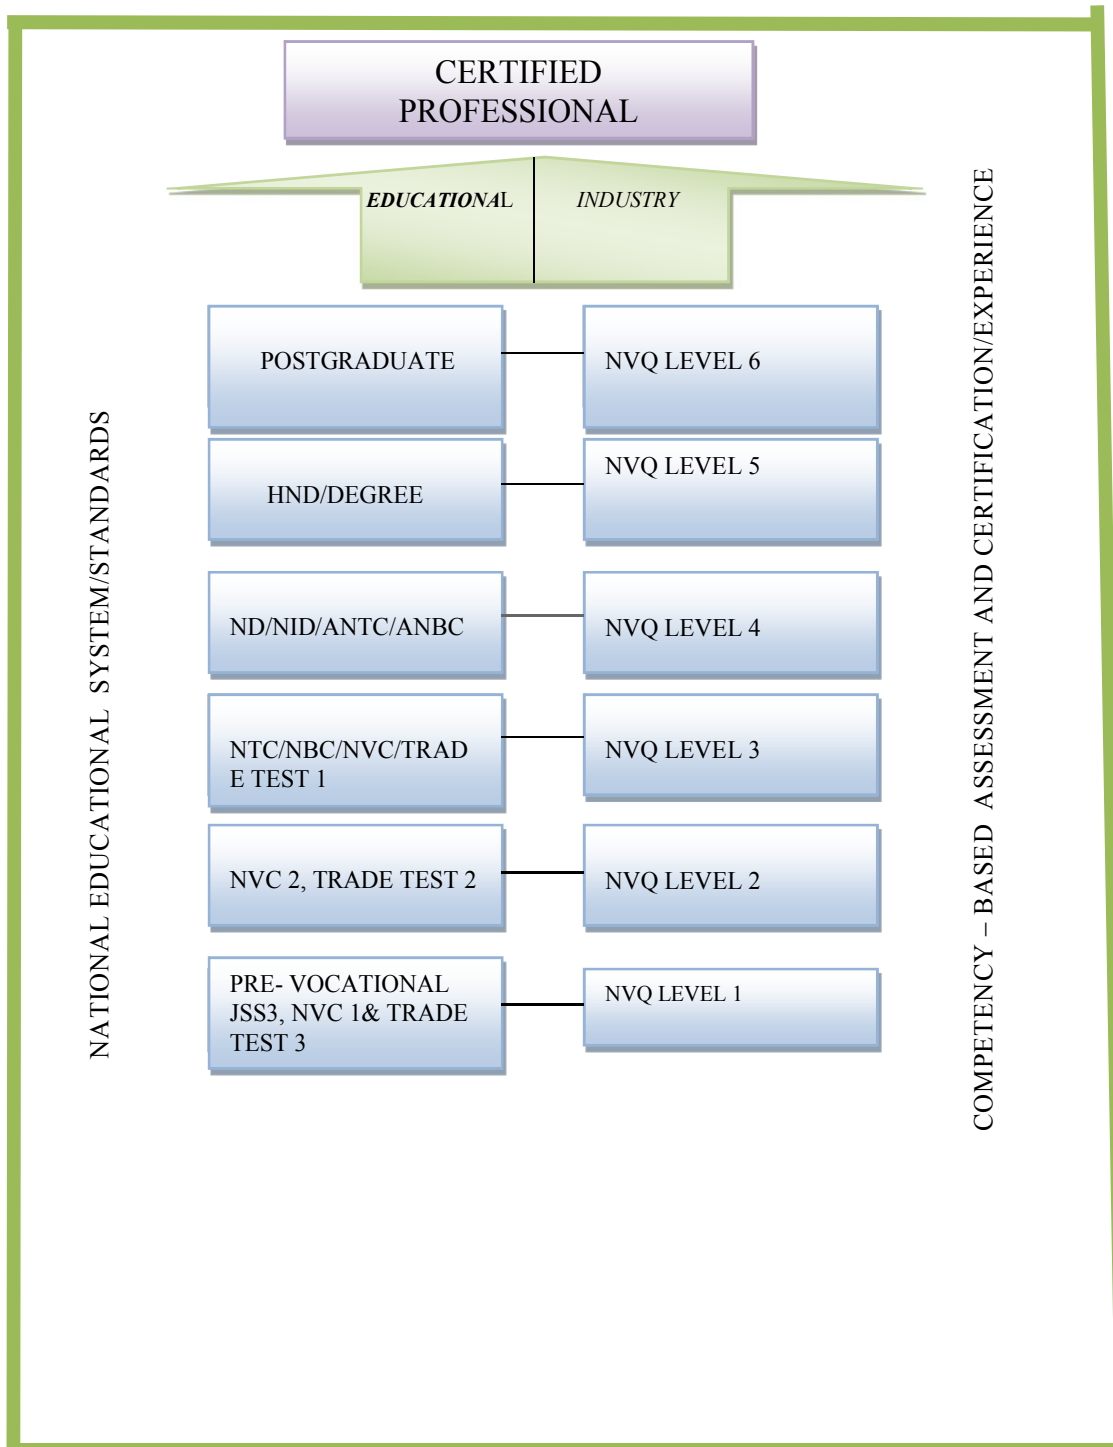 CERTIFIED
PROFESSIONAL
EDUCATIONAL
INDUSTRY
POSTGRADUATE
NVQ LEVEL 6
HND/DEGREE
NVQ LEVEL 5
ND/NID/ANTC/ANBC
NVQ LEVEL 4
NTC/NBC/NVC/TRAD
E TEST 1
NVQ LEVEL 3
NVC 2, TRADE TEST 2
NVQ LEVEL 2
PRE- VOCATIONAL
JSS3, NVC 1& TRADE
TEST 3
NVQ LEVEL 1
NATIONAL EDUCATIONAL SYSTEM/STANDARDS
COMPETENCY – BASED ASSESSMENT AND CERTIFICATION/EXPERIENCE